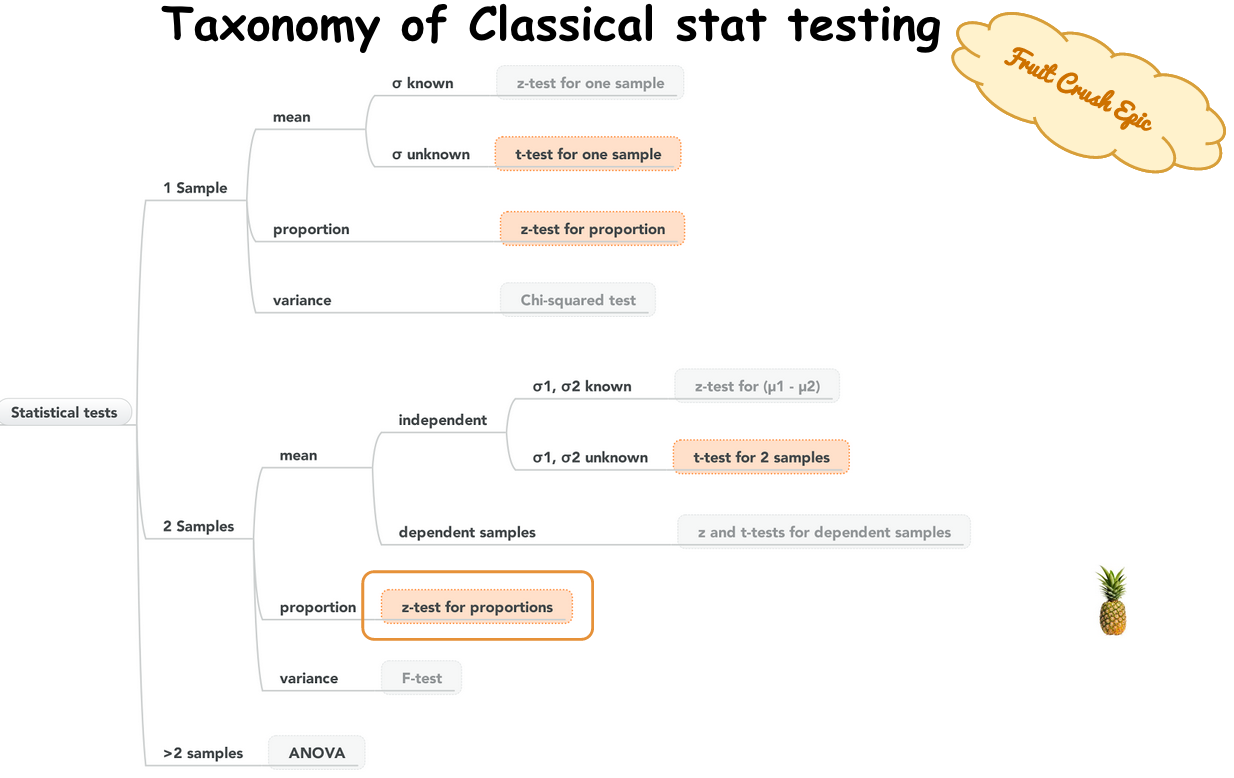 Taxonomy of Classical stat testing
Fruit Crush Epic
σ known
z-test for one sample
mean
σ unknown
t-test for one sample
1 Sample
proportion
z-test for proportion
variance
Chi-squared test
σ1, σ2 known
z-test for (μ1 - μ2)
Statistical tests
independent
mean
σ1, σ2 unknown
t-test for 2 samples
2 Samples
dependent samples
z and t-tests for dependent samples
proportion
z-test for proportions
variance
F-test
>2 samples
ANOVA